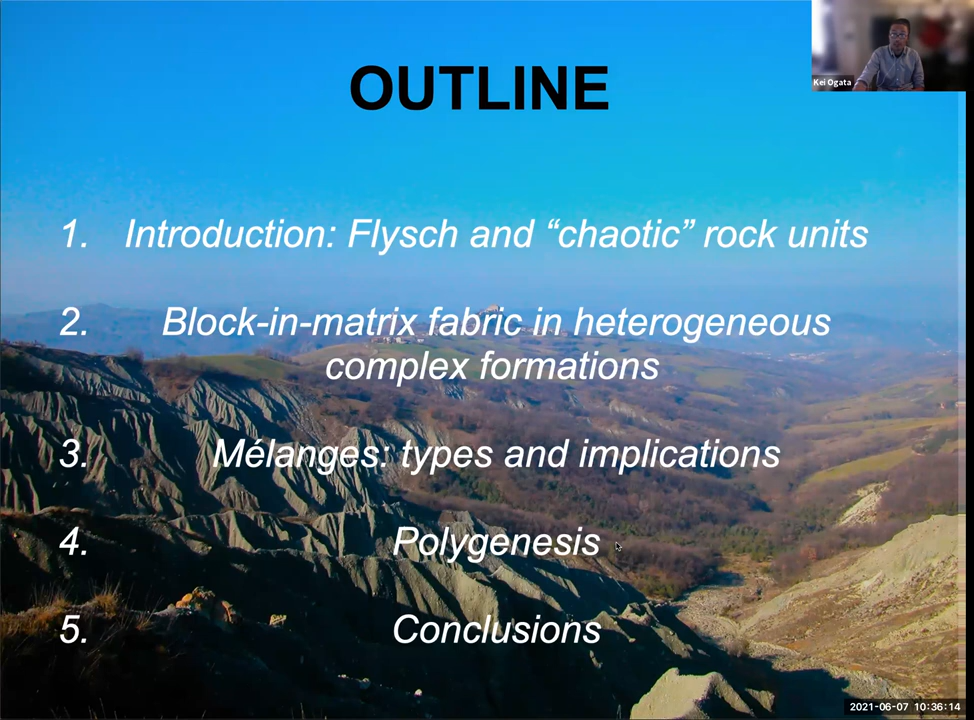 Kei Ogata
OUTLINE
1. Introduction: Flysch and “chaotic” rock units
2. Block-in-matrix fabric in heterogeneous
complex formations
3. Mélanges: types and implications
4. Polygenesis
5. Conclusions
2021-06-07 10:36:14